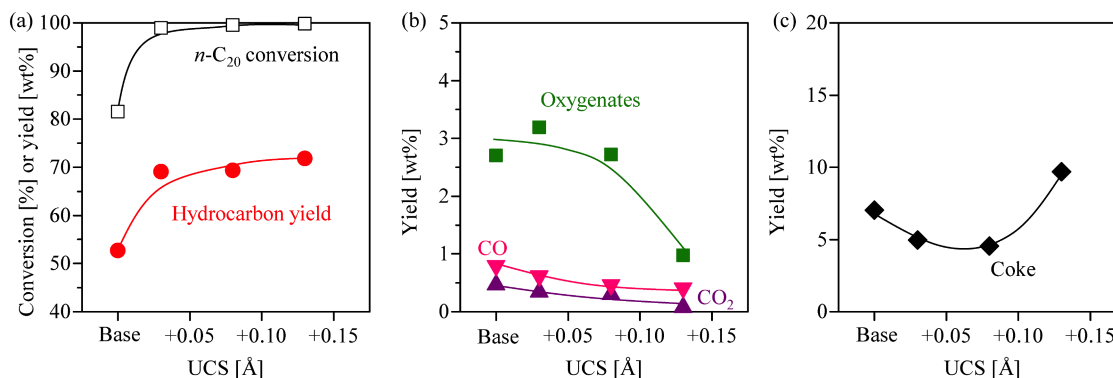 (a)
Conversion [%] or yield [wt%]
100
90
80
70
60
50
40
n-C20 conversion
Hydrocarbon yield
Base +0.05 +0.10 +0.15
UCS [Å]
(b)
Yield [wt%]
5
4
3
2
1
0
Oxygenates
CO
CO2
Base +0.05 +0.10 +0.15
UCS [Å]
(c)
Yield [wt%]
20
15
10
5
0
Coke
Base +0.05 +0.10 +0.15
UCS [Å]